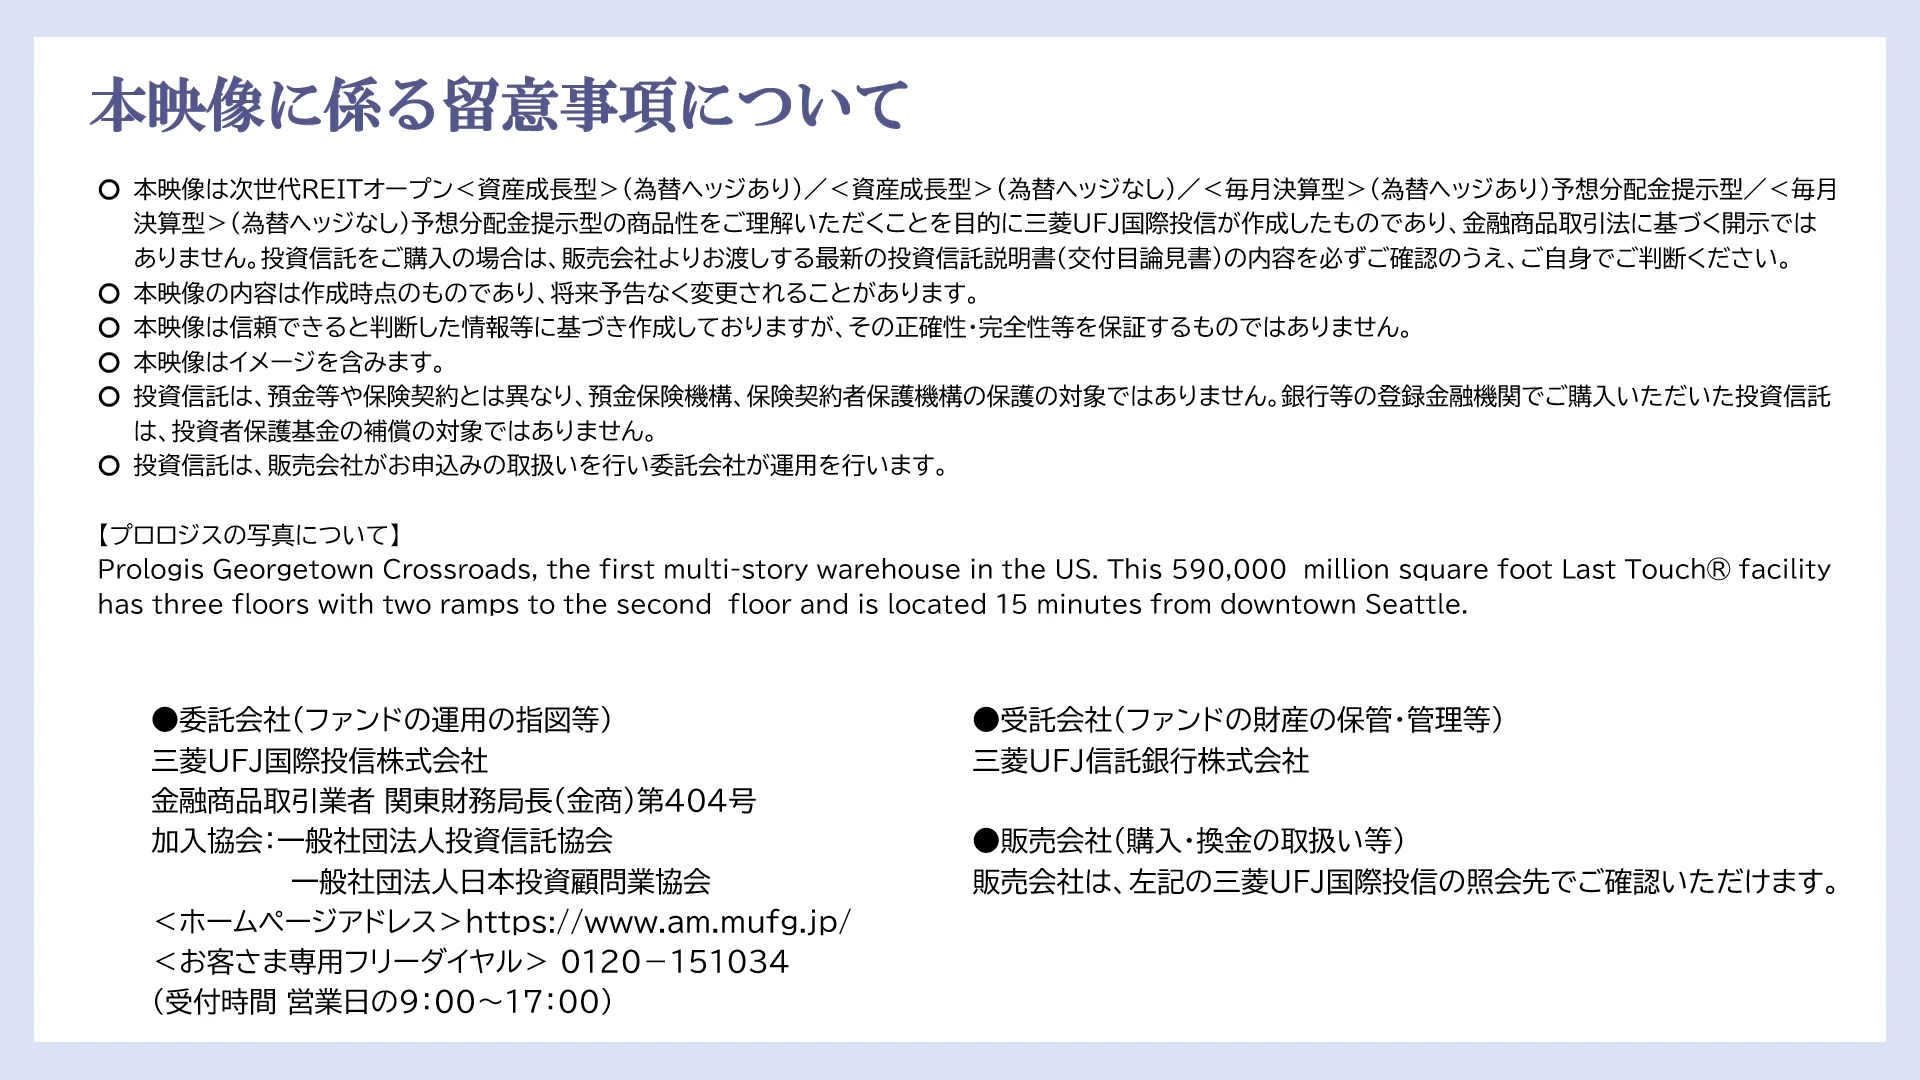 本映像に係る留意事項について
○ 本映像は次世代REITオープン＜資産成長型＞（為替ヘッジあり）／＜資産成長型＞（為替ヘッジなし）／＜毎月決算型＞（為替ヘッジあり）予想分配金提示型／＜毎月
決算型＞（為替ヘッジなし）予想分配金提示型の商品性をご理解いただくことを目的に三菱UFJ国際投信が作成したものであり、金融商品取引法に基づく開示では
ありません。投資信託をご購入の場合は、販売会社よりお渡しする最新の投資信託説明書（交付目論見書）の内容を必ずご確認のうえ、ご自身でご判断ください。
○ 本映像の内容は作成時点のものであり、将来予告なく変更されることがあります。
○ 本映像は信頼できると判断した情報等に基づき作成しておりますが、その正確性・完全性等を保証するものではありません。
○ 本映像はイメージを含みます。
○ 投資信託は、預金等や保険契約とは異なり、預金保険機構、保険契約者保護機構の保護の対象ではありません。銀行等の登録金融機関でご購入いただいた投資信託
は、投資者保護基金の補償の対象ではありません。
○ 投資信託は、販売会社がお申込みの取扱いを行い委託会社が運用を行います。
【プロロジスの写真について】
Prologis Georgetown Crossroads, the first multi-story warehouse in the US. This 590,000  million square foot Last Touch® facility
has three floors with two ramps to the second  floor and is located 15 minutes from downtown Seattle.
●委託会社（ファンドの運用の指図等）
三菱UFJ国際投信株式会社
金融商品取引業者 関東財務局長（金商）第404号
加入協会：一般社団法人投資信託協会
一般社団法人日本投資顧問業協会
＜ホームページアドレス＞https://www.am.mufg.jp/
＜お客さま専用フリーダイヤル＞ 0120－151034
（受付時間 営業日の9：00～17：00）
●受託会社（ファンドの財産の保管・管理等）
三菱UFJ信託銀行株式会社
●販売会社（購入・換金の取扱い等）
販売会社は、左記の三菱UFJ国際投信の照会先でご確認いただけます。